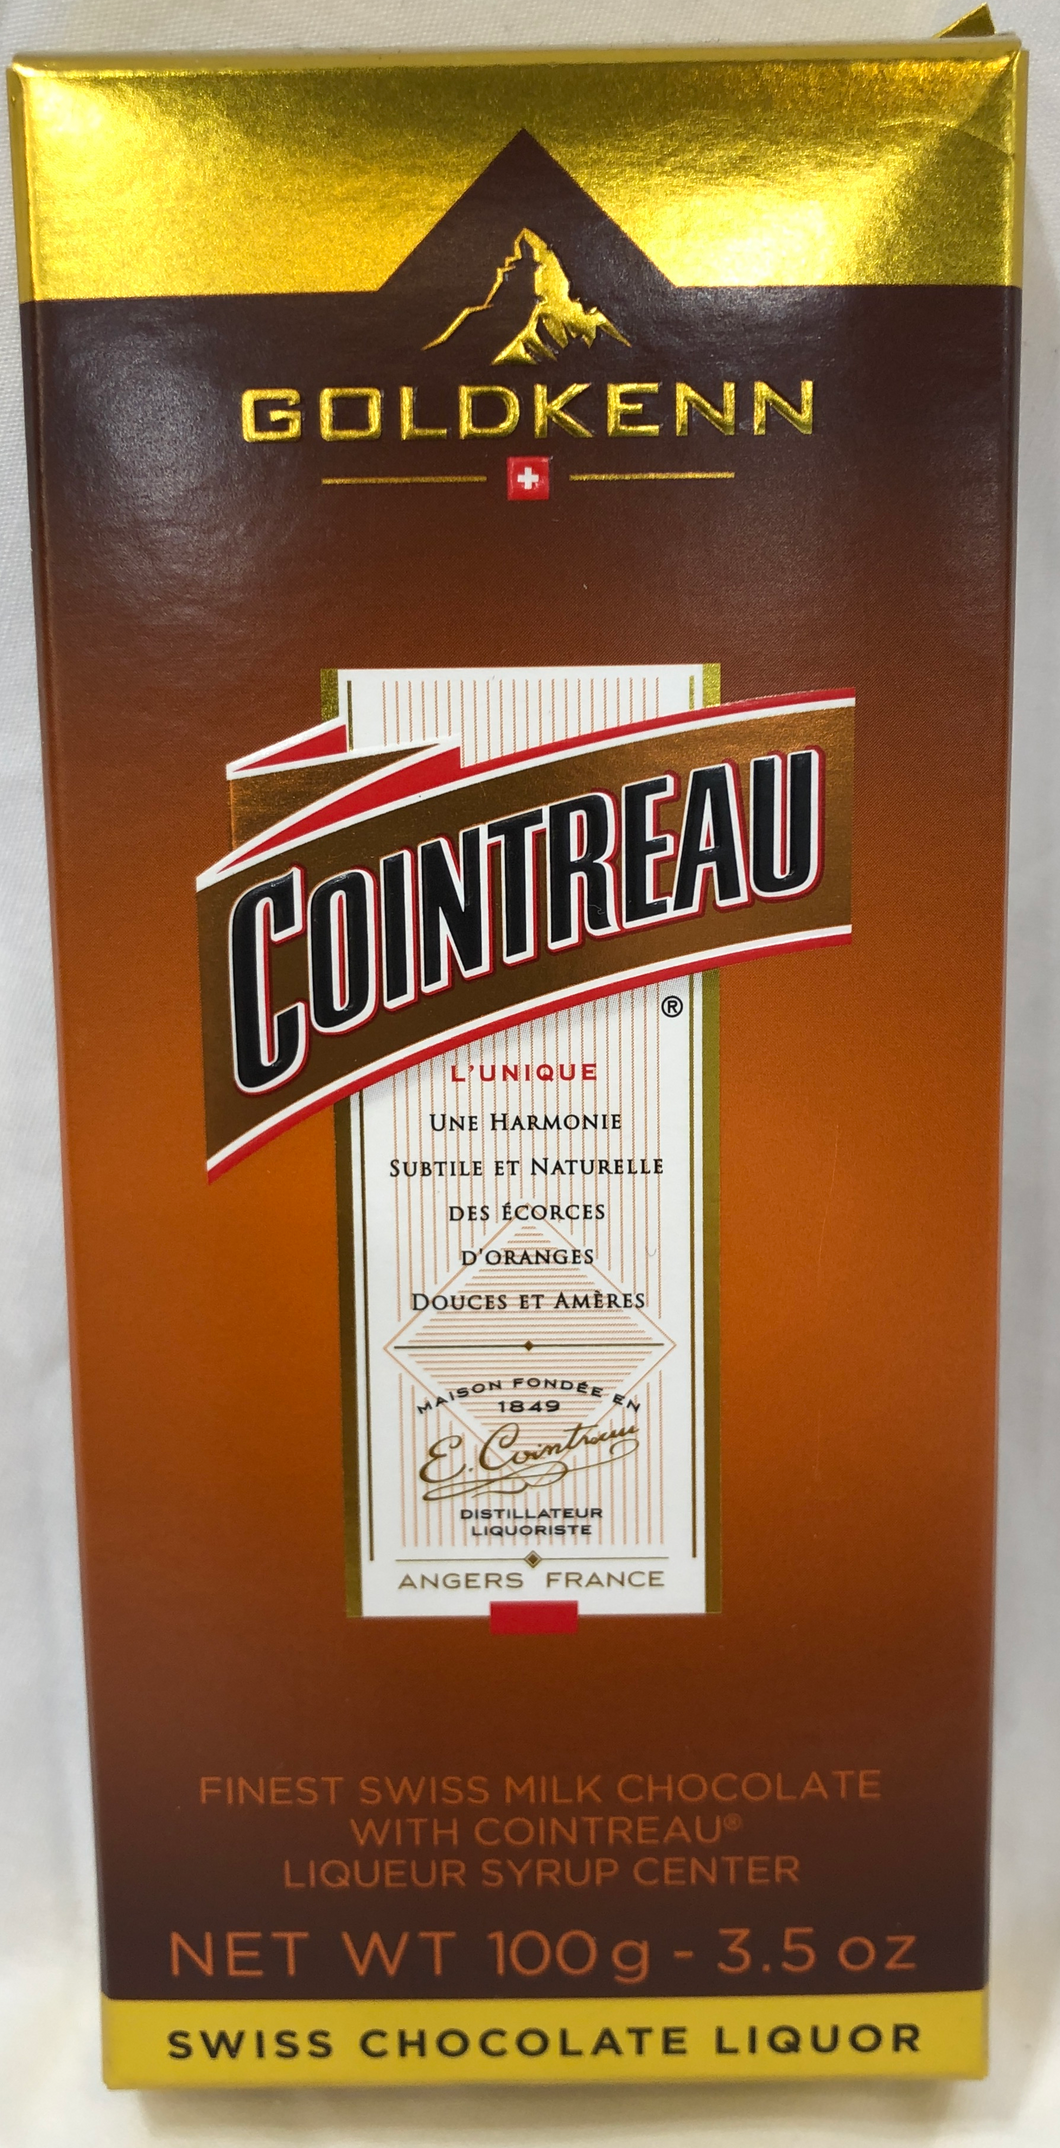 GOLDKENN
COINTREAU
®
L'UNIQUE
UNE HARMONIE
SUBTILE ET NATURELLE
DES ÉCORCES
D'ORANGES
DOUCES ET AMÈRES
MAISON FONDÉE EN
1849
E. Cointreau
DISTILLATEUR
LIQUORISTE
ANGERS FRANCE
FINEST SWISS MILK CHOCOLATE
WITH COINTREAU®
LIQUEUR SYRUP CENTER
NET WT 100g - 3.5 oz
SWISS CHOCOLATE LIQUOR